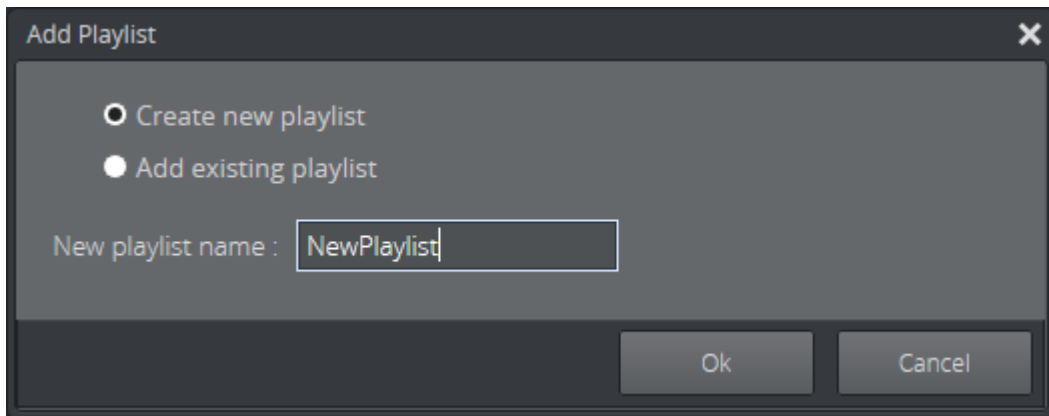 Add Playlist
Create new playlist
Add existing playlist
New playlist name : NewPlaylist
Ok Cancel